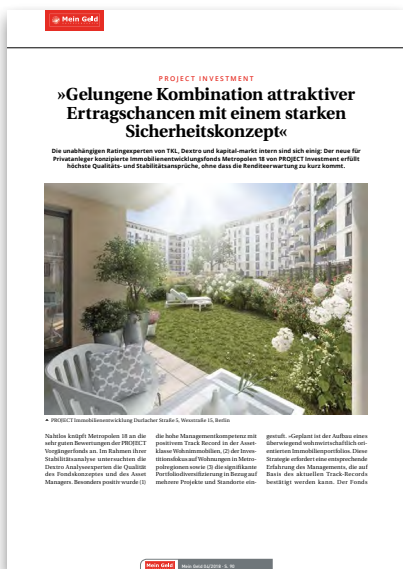 Mein Geld
PROJECT INVESTMENT
»Gelungene Kombination attraktiver
Ertragschancen mit einem starken
Sicherheitskonzept«
Die unabhängigen Ratingexperten von TKL, Dextro und kapital-markt intern sind sich einig: Der neue für
Privatanleger konzipierte Immobilienentwicklungsfonds Metropolen 18 von PROJECT Investment erfüllt
höchste Qualitäts- und Stabilitätsansprüche, ohne dass die Renditeerwartung zu kurz kommt.
PROJECT Immobilienentwicklung Durlacher Straße 5, Weostraße 15, Berlin
Nahtlos knüpft Metropolen 18 an die
sehr guten Bewertungen der PROJECT
Vorgängerfonds an. Im Rahmen ihrer
Stabilitätsanalyse untersuchten die
Dextro Analyseexperten die Qualität
des Fondskonzeptes und des Asset
Managers. Besonders positiv wurde (1)
die hohe Managementkompetenz mit
positivem Track Record in der Asset-
klasse Wohnimmobilien, (2) der Inves-
titionsfokus auf Wohnungen in Metro-
polregionen sowie (3) die signifikante
Portfoliodiversifizierung in Bezug auf
mehrere Projekte und Standorte ein-
gestuft. »Geplant ist der Aufbau eines
überwiegend wohnwirtschaftlich ori-
entierten Immobilienportfolios. Diese
Strategie erfordert eine entsprechende
Erfahrung des Managements, die auf
Basis des aktuellen Track-Records
bestätigt werden kann. Der Fonds
Mein Geld Mein Geld 04/2018 - S. 90